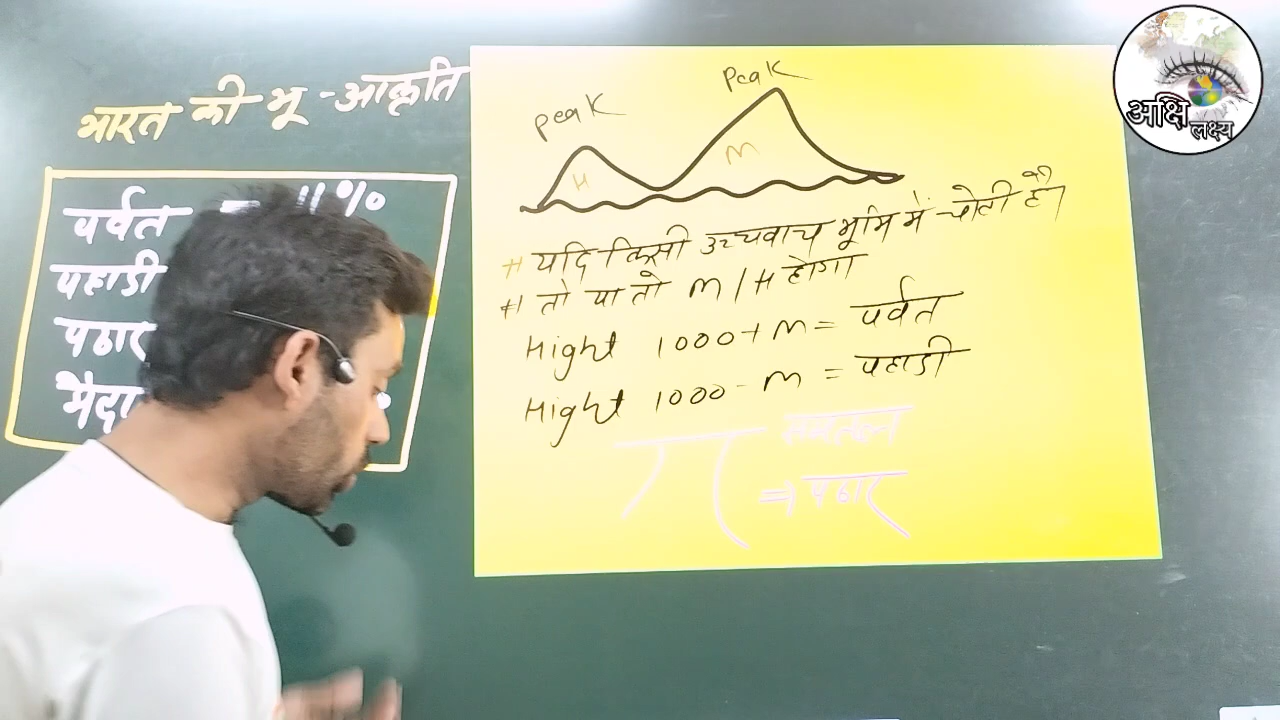 भारत की भू-आकृति
पर्वत - 11%
पहाडी
पठार
मैदा
peak
peak
H
M
# यदि किसी उच्चवाच भूमि में चोटी है।
# तो या तो M/H होगा
Hight 1000+ M = पर्वत
Hight 1000- M = पहाडी
समतल
=> पठार
अक्षि
लक्ष्य